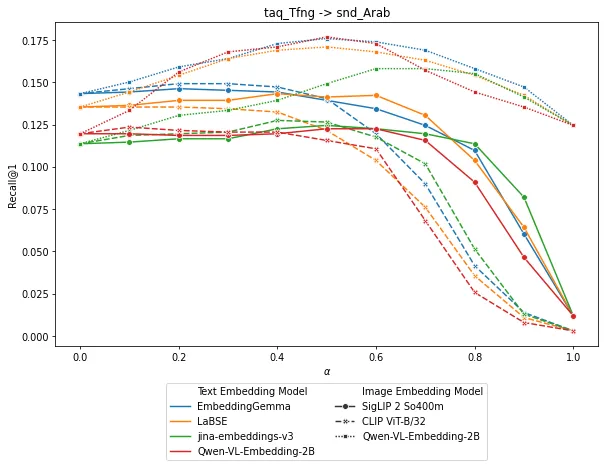 taq_Tfng -> snd_Arab
Recall@1
0.175
0.150
0.125
0.100
0.075
0.050
0.025
0.000
0.0 0.2 0.4 0.6 0.8 1.0
α
Text Embedding Model Image Embedding Model
EmbeddingGemma SigLIP 2 So400m
LaBSE CLIP ViT-B/32
jina-embeddings-v3 Qwen-VL-Embedding-2B
Qwen-VL-Embedding-2B